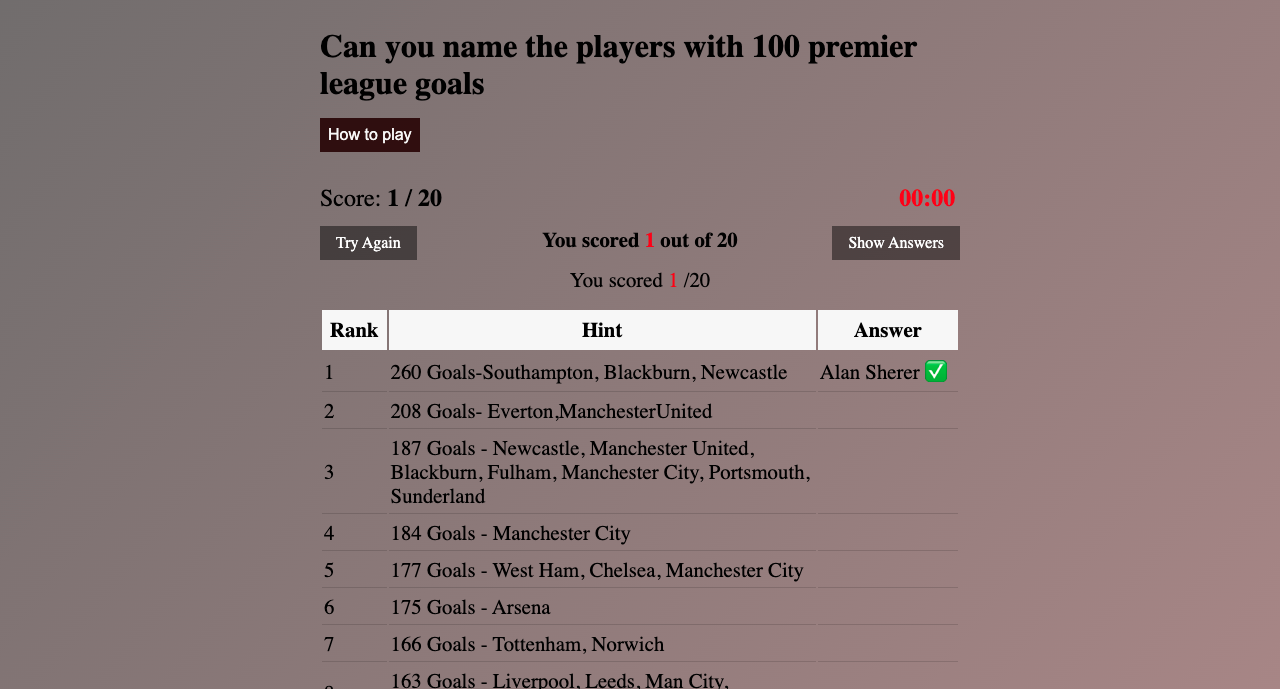 Can you name the players with 100 premier
league goals
How to play
Score: 1 / 20
00:00
Try Again
You scored 1 out of 20
Show Answers
You scored 1 /20
Rank Hint Answer
1 260 Goals-Southampton, Blackburn, Newcastle Alan Sherer ✅
2 208 Goals- Everton,ManchesterUnited
187 Goals - Newcastle, Manchester United,
3 Blackburn, Fulham, Manchester City, Portsmouth,
Sunderland
4 184 Goals - Manchester City
5 177 Goals - West Ham, Chelsea, Manchester City
6 175 Goals - Arsena
7 166 Goals - Tottenham, Norwich
163 Goals - Liverpool, Leeds, Man City,